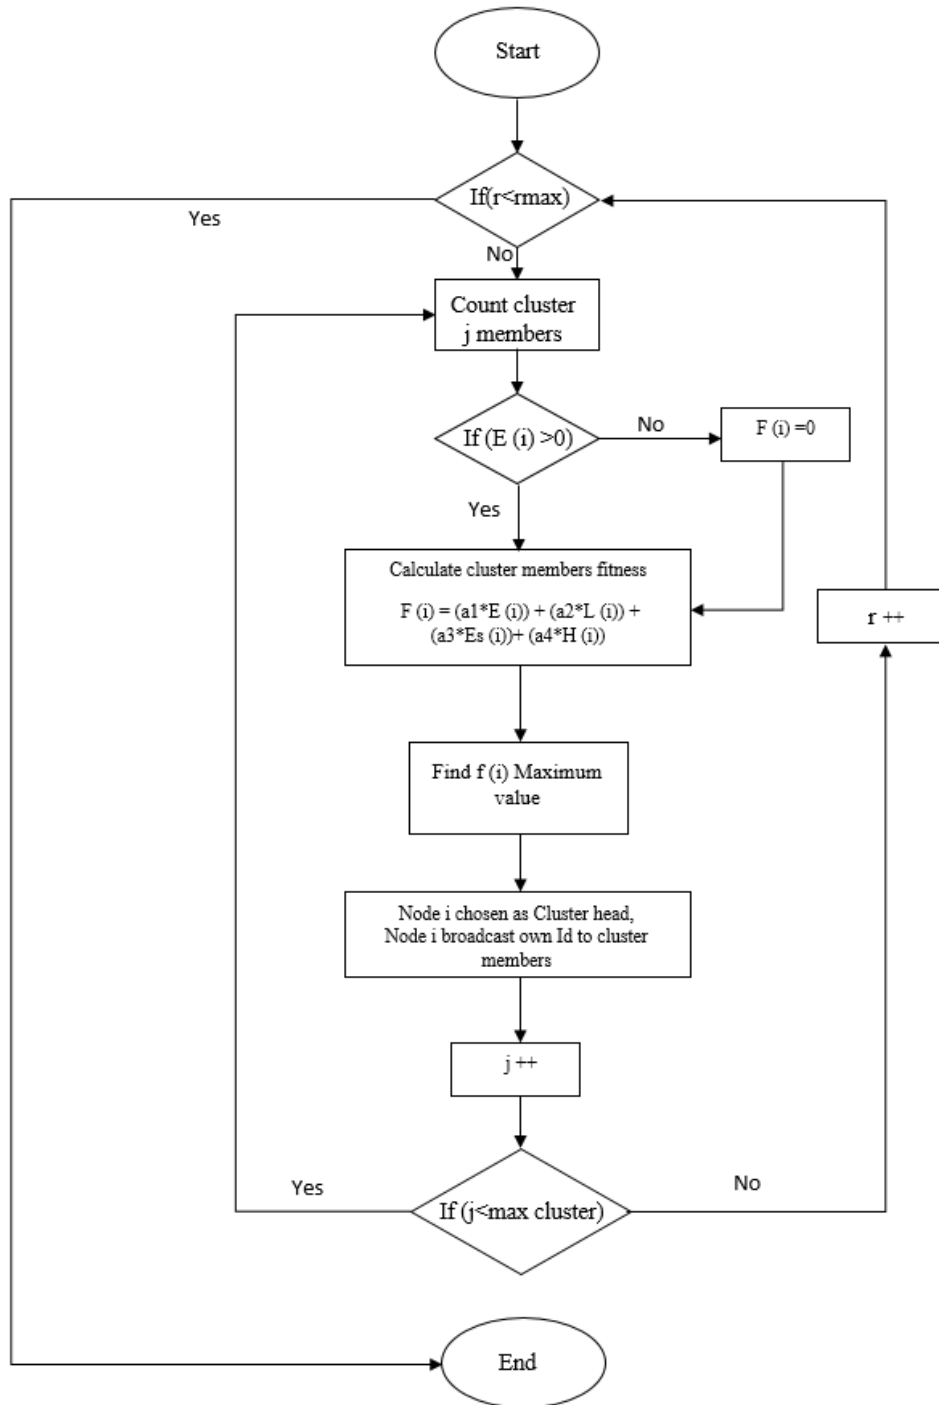 Start
If(r<rmax)
Yes
No
Count cluster
j members
If (E (i) >0)
No
F (i) =0
Yes
Calculate cluster members fitness
F (i) = (a1*E (i)) + (a2*L (i)) +
(a3*Es (i))+ (a4*H (i))
r ++
Find f (i) Maximum
value
Node i chosen as Cluster head,
Node i broadcast own Id to cluster
members
j ++
Yes
If (j<max cluster)
No
End